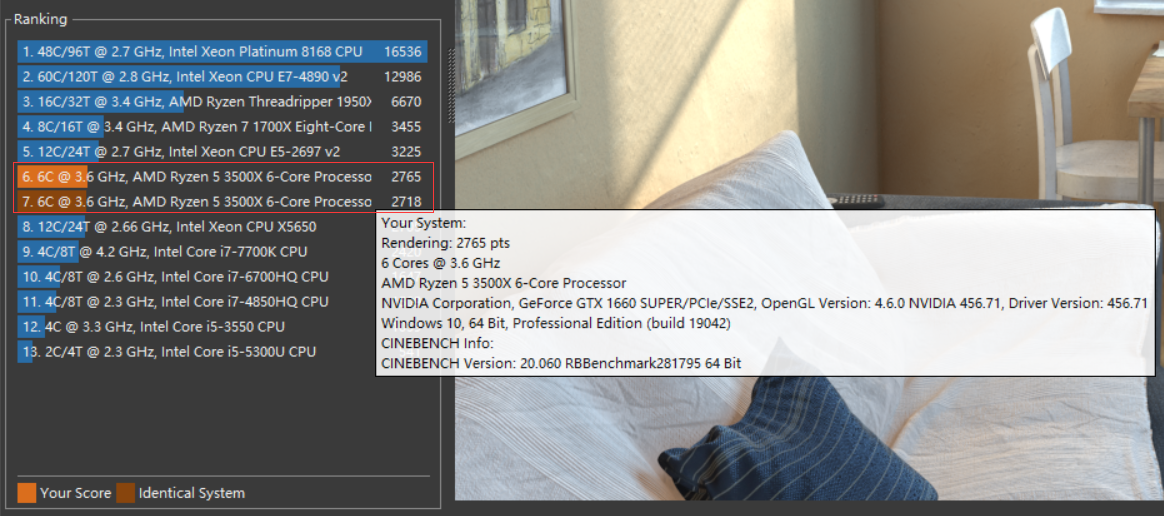 Ranking
1. 48C/96T @ 2.7 GHz, Intel Xeon Platinum 8168 CPU 16536
2. 60C/120T @ 2.8 GHz, Intel Xeon CPU E7-4890 v2 12986
3. 16C/32T @ 3.4 GHz, AMD Ryzen Threadripper 1950X 6670
4. 8C/16T @ 3.4 GHz, AMD Ryzen 7 1700X Eight-Core 3455
5. 12C/24T @ 2.7 GHz, Intel Xeon CPU E5-2697 v2 3225
6. 6C @ 3.6 GHz, AMD Ryzen 5 3500X 6-Core Processo 2765
7. 6C @ 3.6 GHz, AMD Ryzen 5 3500X 6-Core Processo 2718
8. 12C/24T @ 2.66 GHz, Intel Xeon CPU X5650
9. 4C/8T @ 4.2 GHz, Intel Core i7-7700K CPU
10. 4C/8T @ 2.6 GHz, Intel Core i7-6700HQ CPU
11. 4C/8T @ 2.3 GHz, Intel Core i7-4850HQ CPU
12. 4C @ 3.3 GHz, Intel Core i5-3550 CPU
13. 2C/4T @ 2.3 GHz, Intel Core i5-5300U CPU
Your System:
Rendering: 2765 pts
6 Cores @ 3.6 GHz
AMD Ryzen 5 3500X 6-Core Processor
NVIDIA Corporation, GeForce GTX 1660 SUPER/PCIe/SSE2, OpenGL Version: 4.6.0 NVIDIA 456.71, Driver Version: 456.71
Windows 10, 64 Bit, Professional Edition (build 19042)
CINEBENCH Info:
CINEBENCH Version: 20.060 RBBenchmark281795 64 Bit
Your Score
Identical System